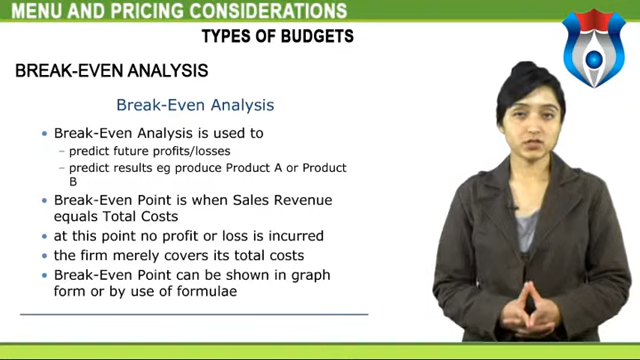 MENU AND PRICING CONSIDERATIONS
TYPES OF BUDGETS
BREAK-EVEN ANALYSIS
Break-Even Analysis
• Break-Even Analysis is used to
– predict future profits/losses
– predict results eg produce Product A or Product
B
• Break-Even Point is when Sales Revenue
equals Total Costs
• at this point no profit or loss is incurred
• the firm merely covers its total costs
• Break-Even Point can be shown in graph
form or by use of formulae